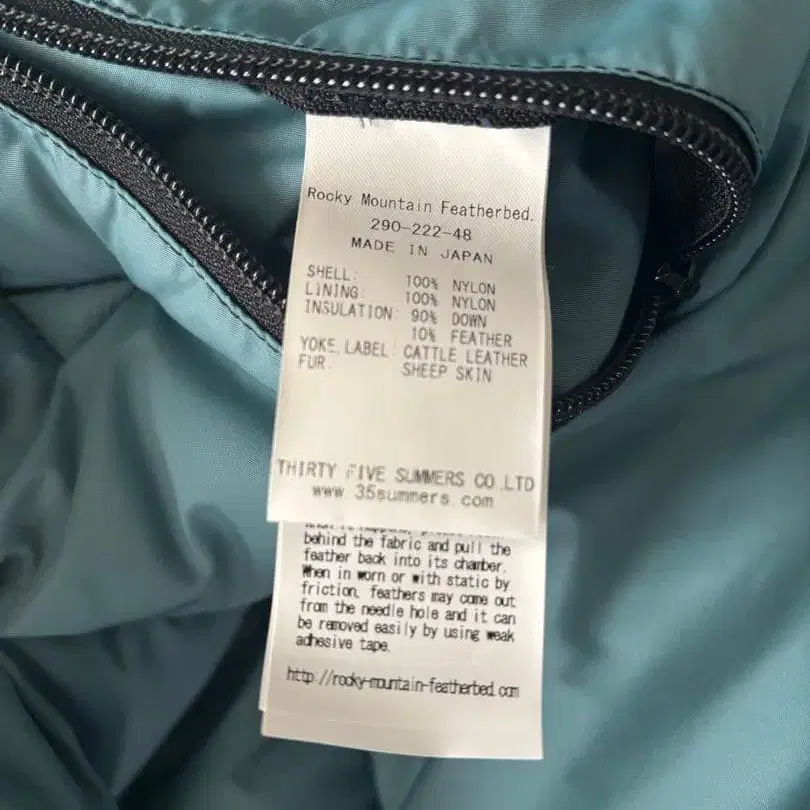 Rocky Mountain Featherbed.
290-222-48
MADE IN JAPAN
SHELL: 100% NYLON
LINING: 100% NYLON
INSULATION: 90% DOWN
10% FEATHER
YOKE, LABEL: CATTLE LEATHER
FUR: SHEEP SKIN
THIRTY FIVE SUMMERS CO.LTD
www.35summers.com
behind the fabric and pull the
feather back into its chamber.
When in worn or with static by
friction, feathers may come out
from the needle hole and it can
be removed easily by using weak
adhesive tape.
http://rocky-mountain-featherbed.com